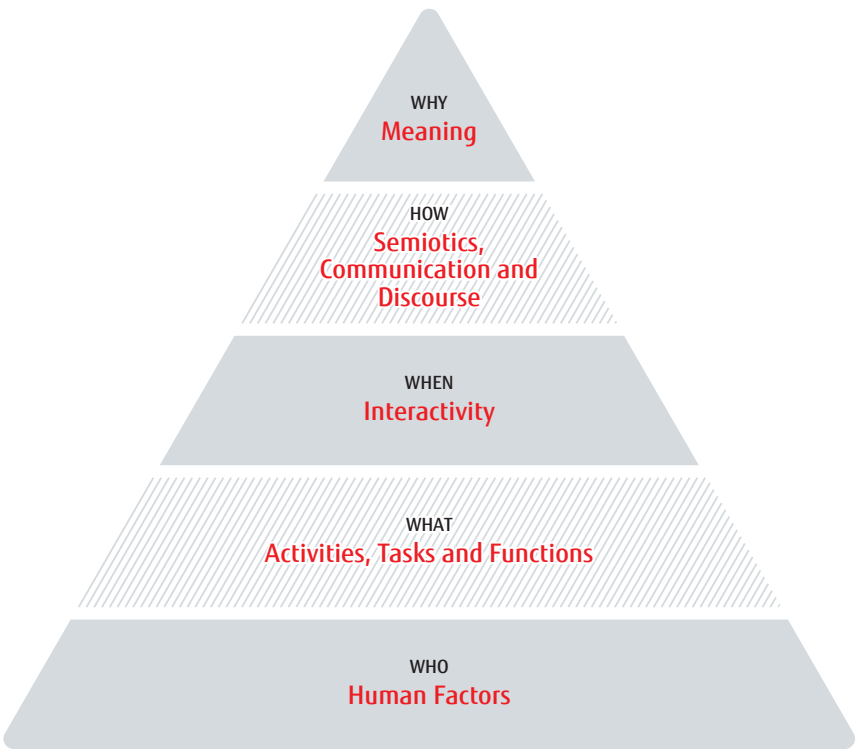 WHY
Meaning
HOW
Semiotics,
Communication and
Discourse
WHEN
Interactivity
WHAT
Activities, Tasks and Functions
WHO
Human Factors